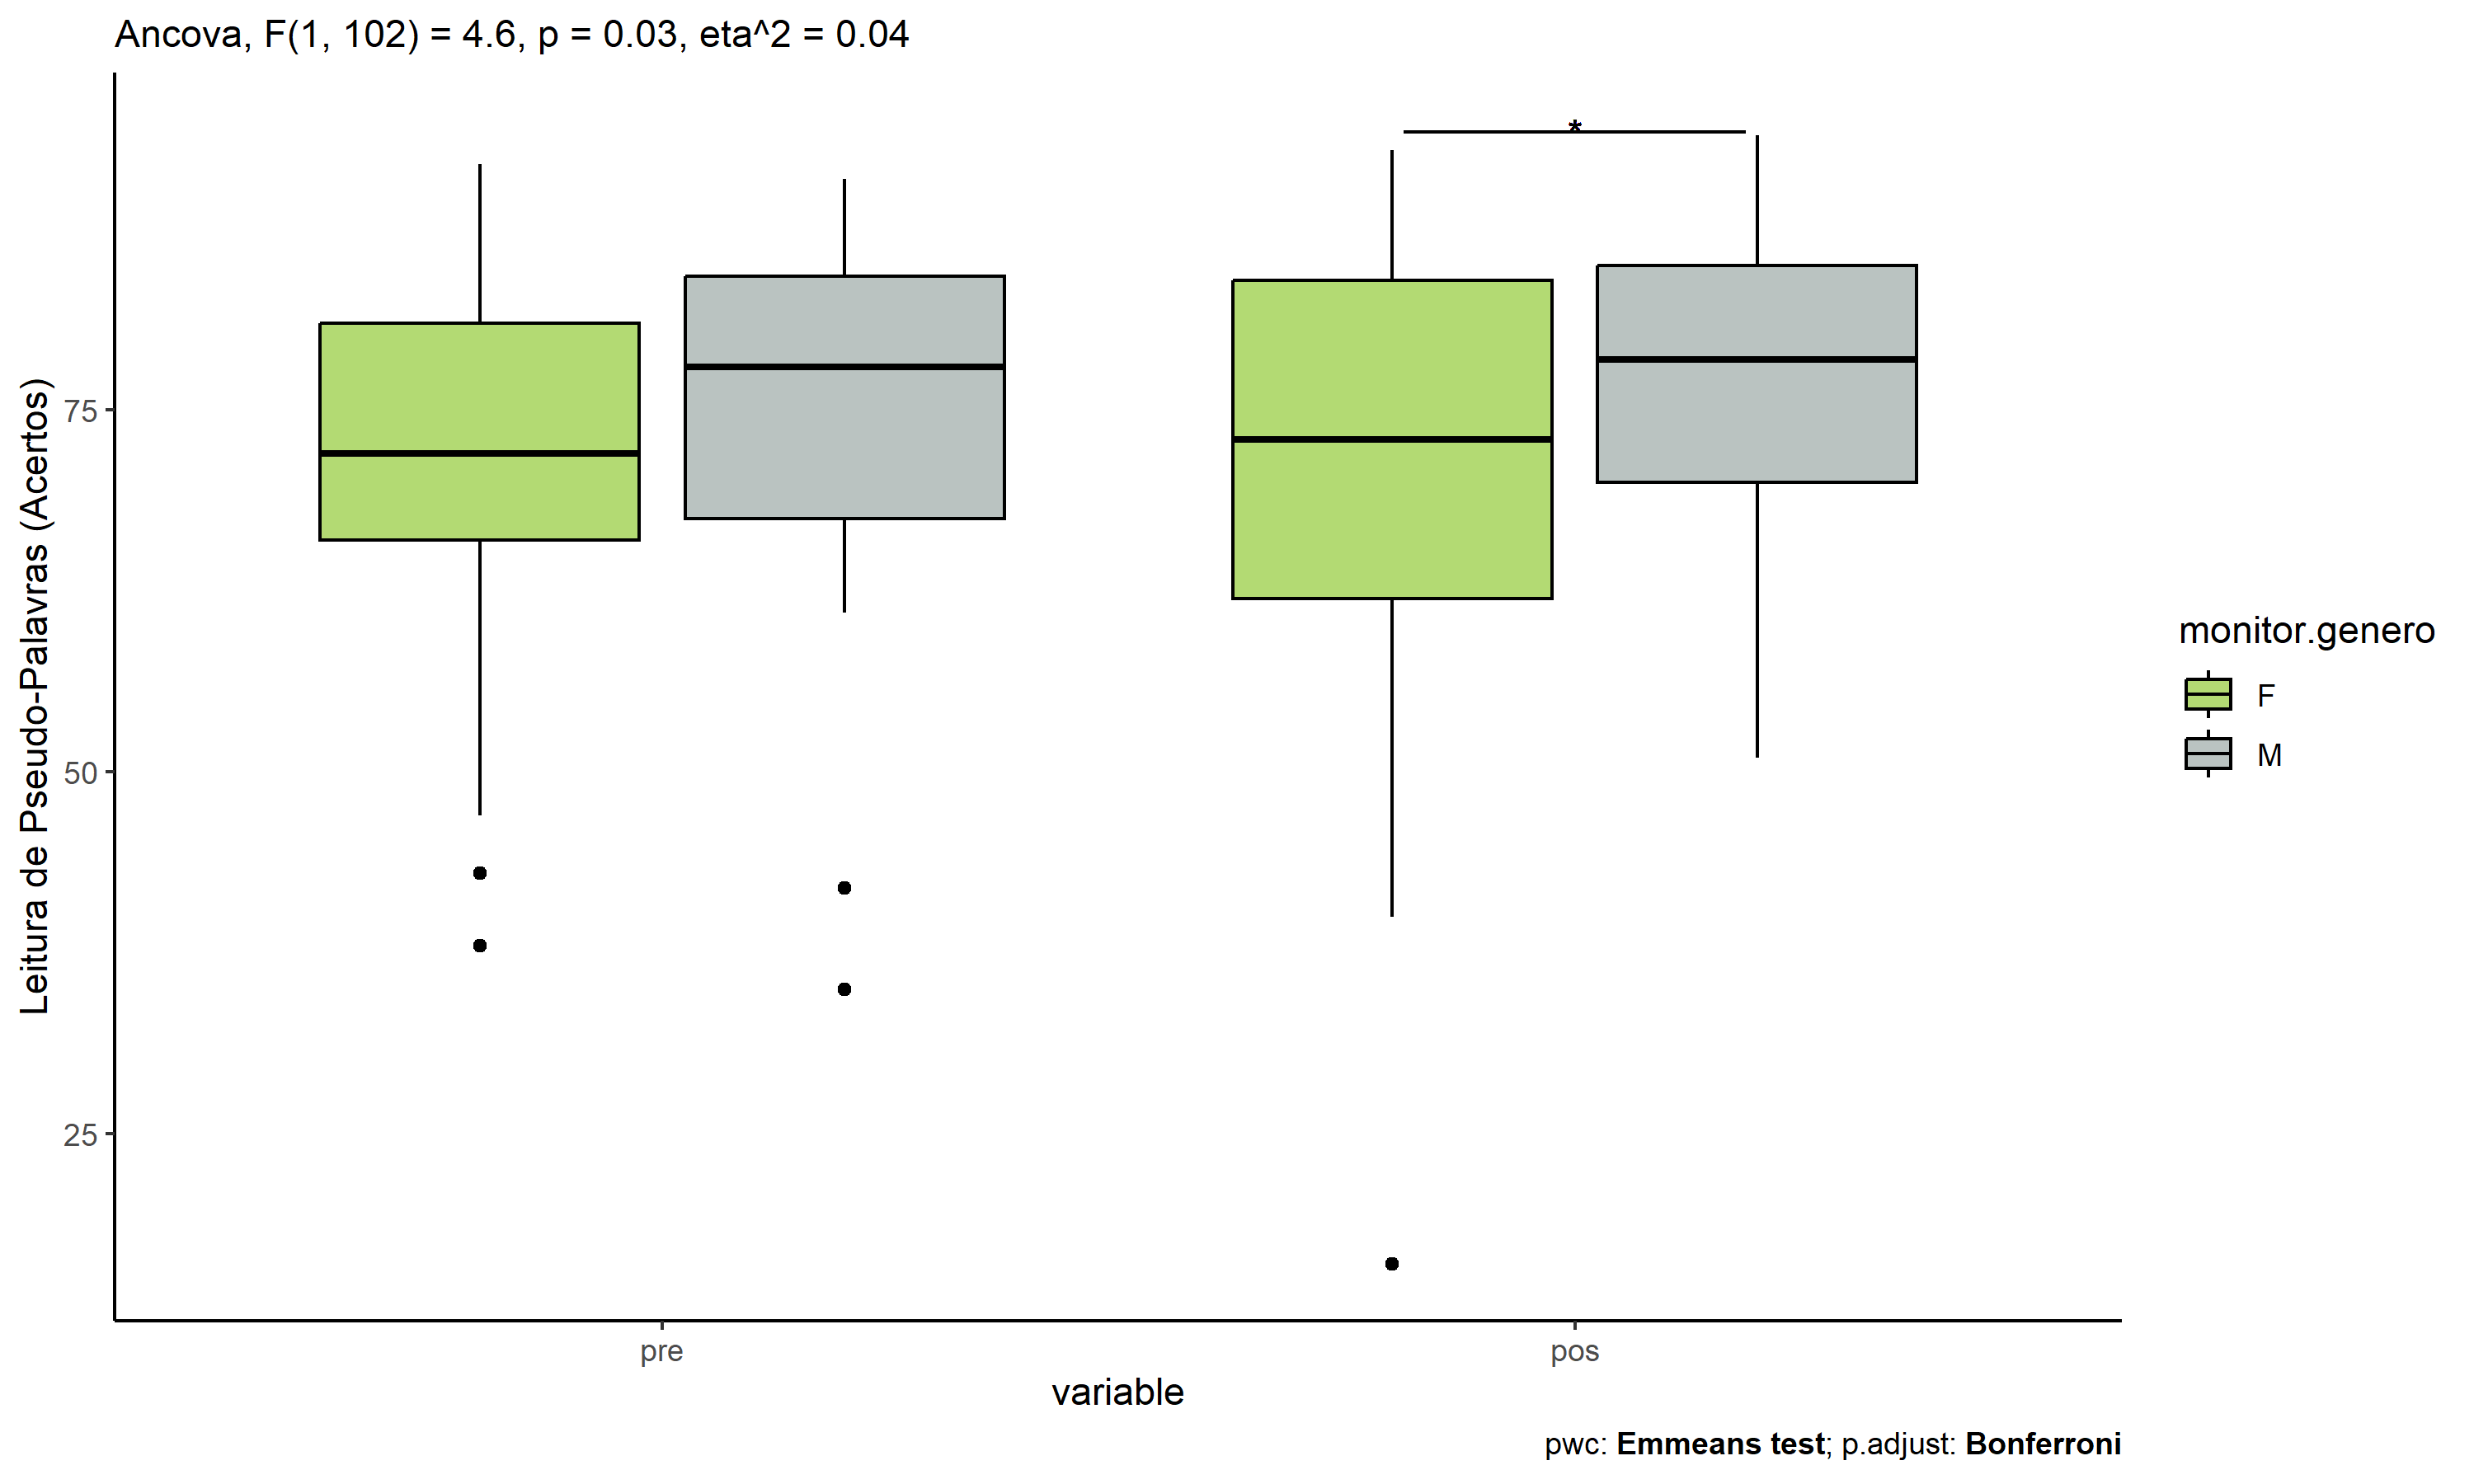 Ancova, F(1, 102) = 4.6, p = 0.03, eta^2 = 0.04
*
Leitura de Pseudo-Palavras (Acertos)
75
50
25
monitor.genero
F
M
pre
pos
variable
pwc: Emmeans test; p.adjust: Bonferroni